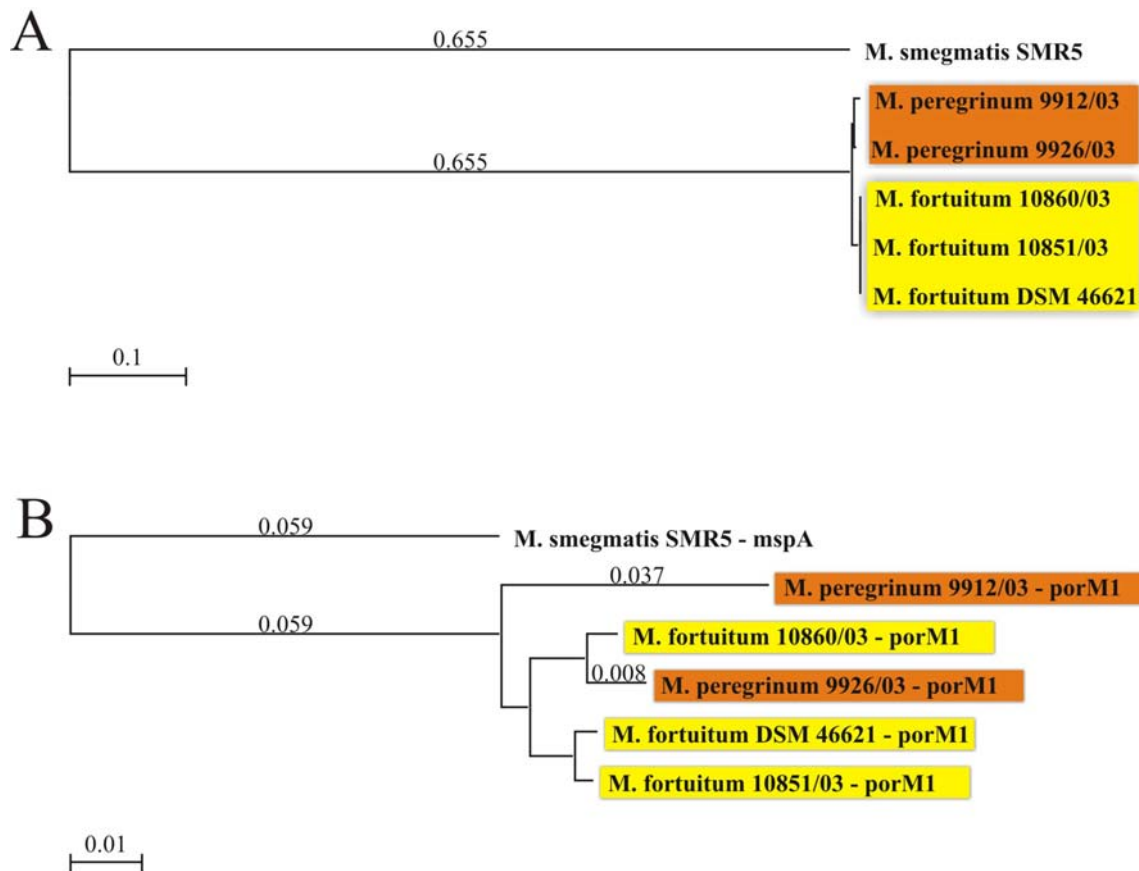 A
0.655
M. smegmatis SMR5
M. peregrinum 9912/03
M. peregrinum 9926/03
0.655
M. fortuitum 10860/03
M. fortuitum 10851/03
M. fortuitum DSM 46621
0.1
B
0.059
M. smegmatis SMR5 - mspA
0.037
M. peregrinum 9912/03 - porM1
0.059
M. fortuitum 10860/03 - porM1
0.008
M. peregrinum 9926/03 - porM1
M. fortuitum DSM 46621 - porM1
M. fortuitum 10851/03 - porM1
0.01